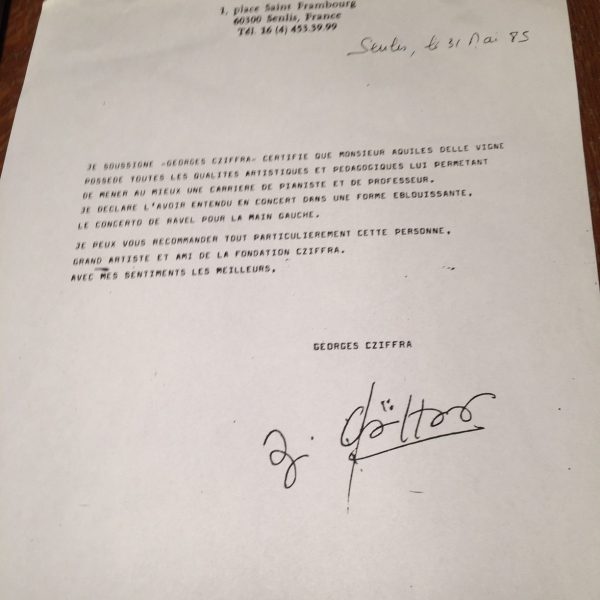 1, place Saint Frambourg
60300 Senlis, France
Tél. 16 (4) 453.39.99
Senlis, le 31 Mai 85
JE SOUSSIGNE «GEORGES CZIFFRA» CERTIFIE QUE MONSIEUR AQUILES DELLE VIGNE
POSSEDE TOUTES LES QUALITES ARTISTIQUES ET PEDAGOGIQUES LUI PERMETANT
DE MENER AU MIEUX UNE CARRIERE DE PIANISTE ET DE PROFESSEUR.
JE DECLARE L'AVOIR ENTENDU EN CONCERT DANS UNE FORME EBLOUISSANTE,
LE CONCERTO DE RAVEL POUR LA MAIN GAUCHE.
JE PEUX VOUS RECOMMANDER TOUT PARTICULIEREMENT CETTE PERSONNE,
GRAND ARTISTE ET AMI DE LA FONDATION CZIFFRA.
AVEC MES SENTIMENTS LES MEILLEURS,
GEORGES CZIFFRA